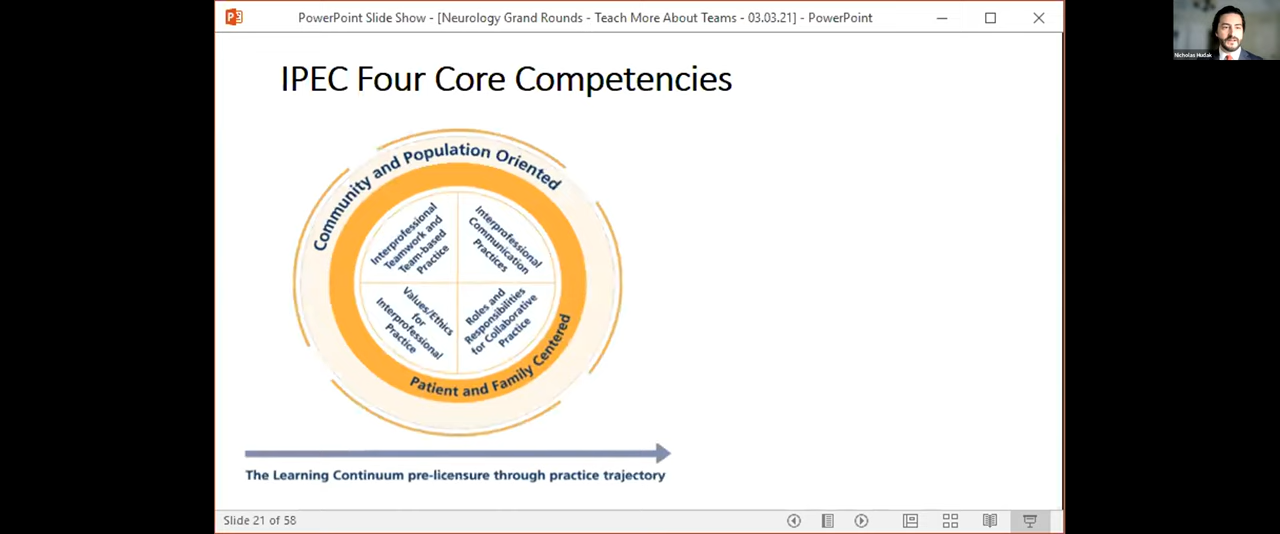 PowerPoint Slide Show - [Neurology Grand Rounds - Teach More About Teams - 03.03.21] - PowerPoint
Nicholas Hudak
IPEC Four Core Competencies
Community and Population Oriented
Interprofessional
Teamwork and
Team-based
Practice
Interprofessional
Communication
Practices
Values/Ethics
for
Interprofessional
Practice
Roles and
Responsibilities
for Collaborative
Practice
Patient and Family Centered
The Learning Continuum pre-licensure through practice trajectory
Slide 21 of 58